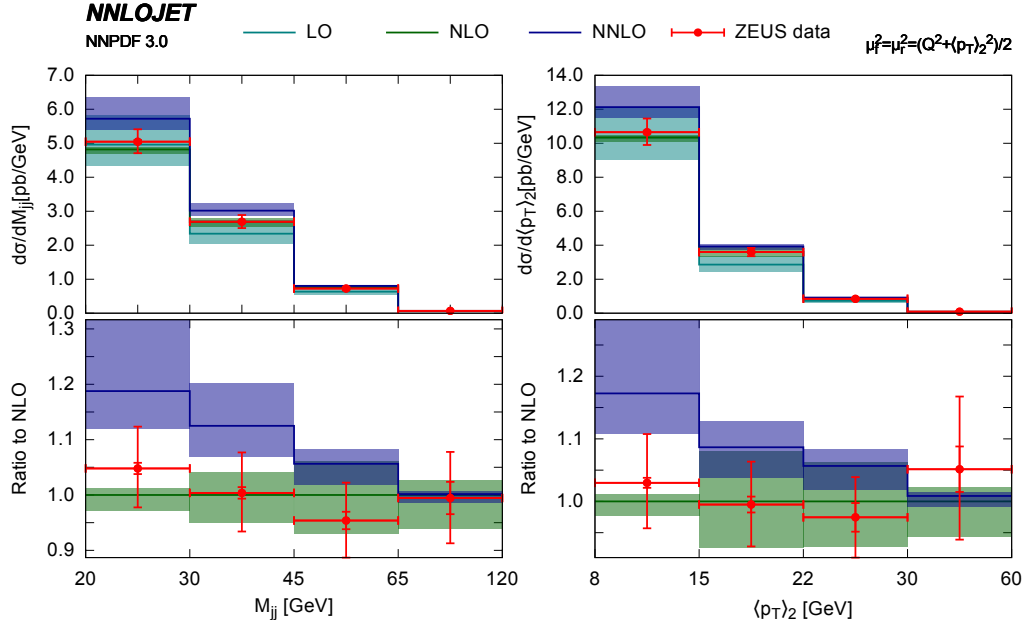 NNLOJET
NNPDF 3.0
LO
NLO
NNLO
ZEUS data
μf²=μr²=(Q²+⟨pT⟩2²)/2
dσ/dMjj[pb/GeV]
7.0
6.0
5.0
4.0
3.0
2.0
1.0
0.0
dσ/d⟨pT⟩2[pb/GeV]
14.0
12.0
10.0
8.0
6.0
4.0
2.0
0.0
Ratio to NLO
1.3
1.2
1.1
1.0
0.9
20
30
45
65
120
Mjj [GeV]
Ratio to NLO
1.2
1.1
1.0
8
15
22
30
60
⟨pT⟩2 [GeV]